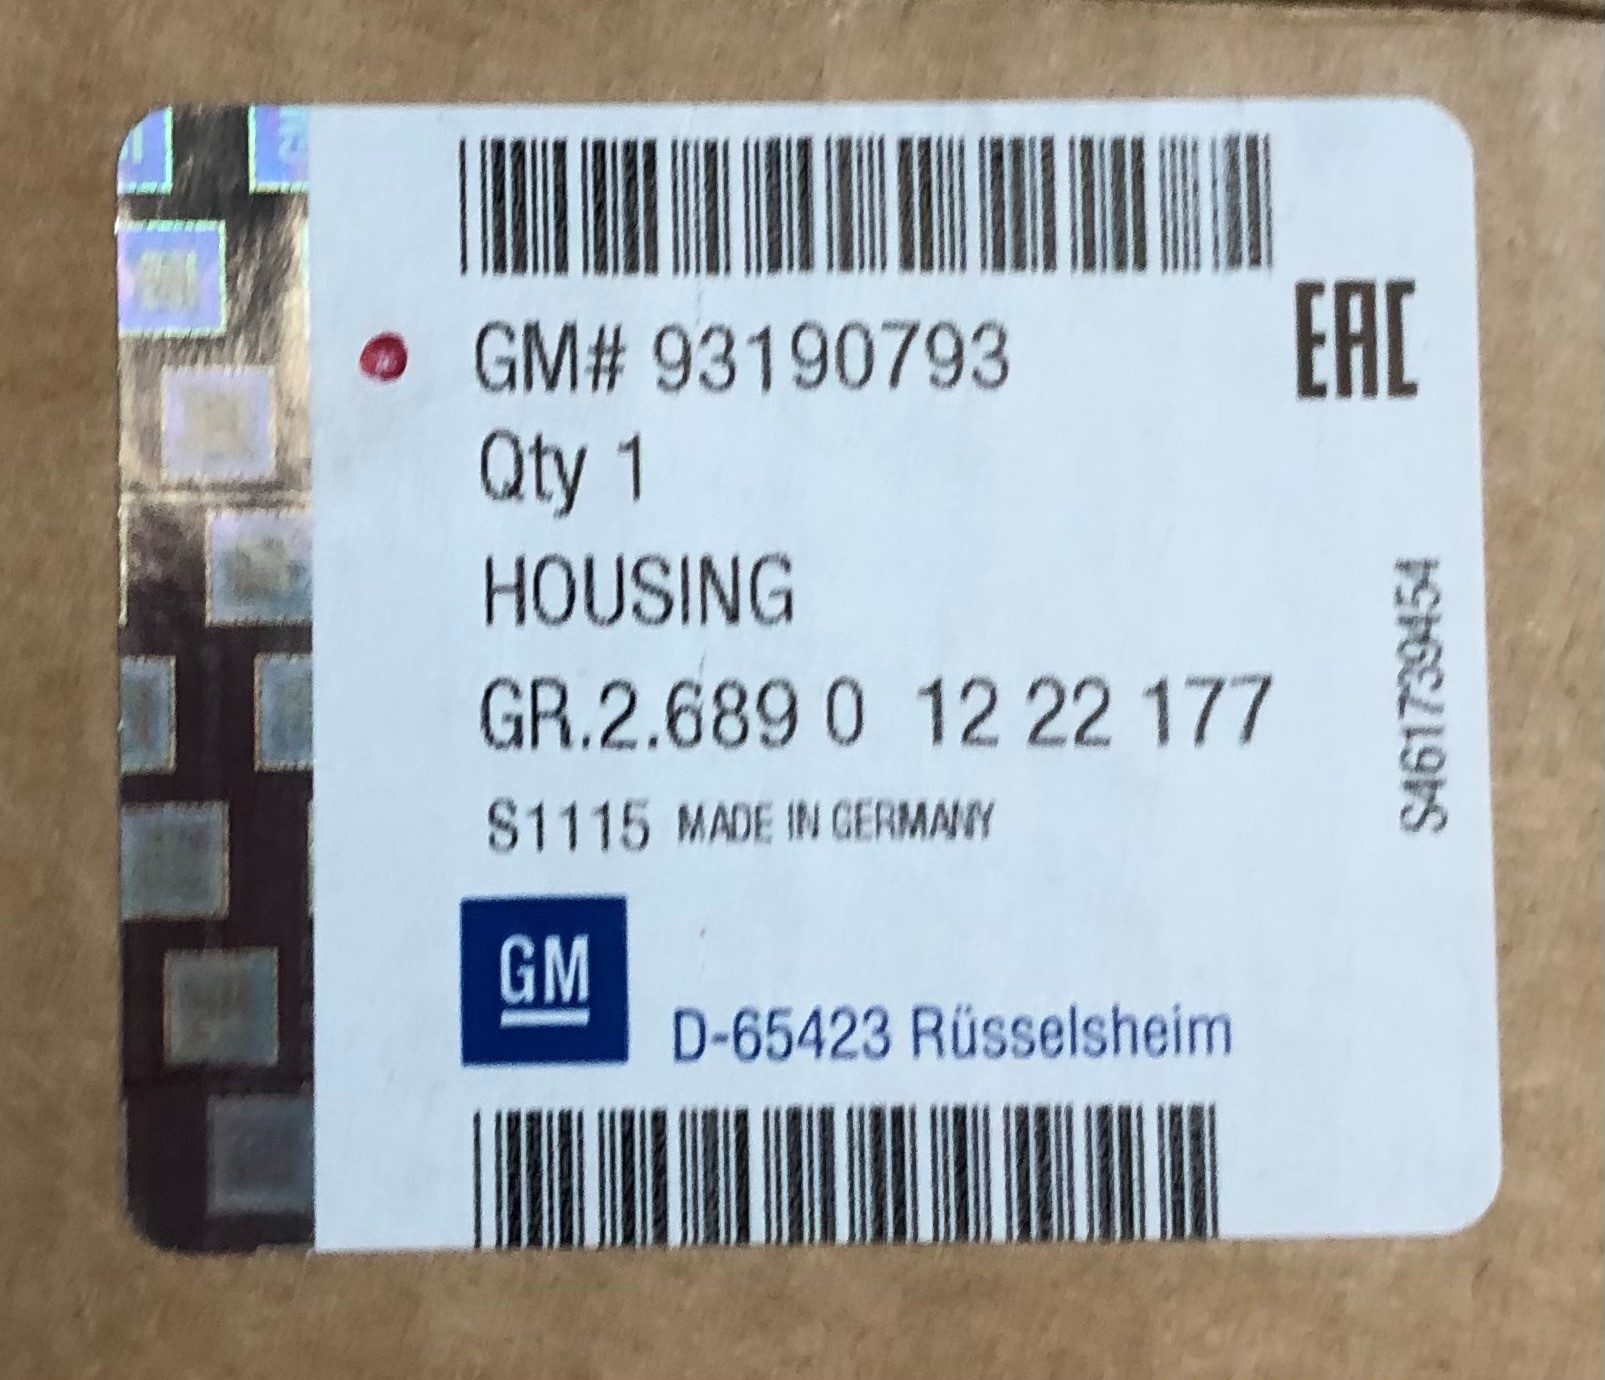 GM# 93190793
EAC
Qty 1
HOUSING
GR.2.689 0 12 22 177
S1115 MADE IN GERMANY
S461739454
GM
D-65423 Rüsselsheim